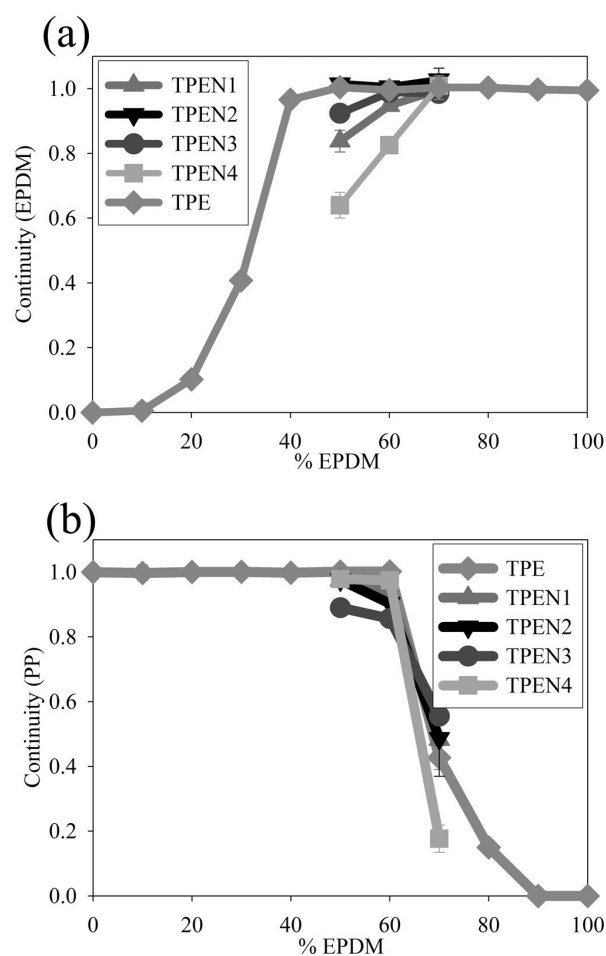 (a)
1.0
0.8
0.6
0.4
0.2
0.0
Continuity (EPDM)
TPEN1
TPEN2
TPEN3
TPEN4
TPE
0 20 40 60 80 100
% EPDM
(b)
1.0
0.8
0.6
0.4
0.2
0.0
Continuity (PP)
TPE
TPEN1
TPEN2
TPEN3
TPEN4
0 20 40 60 80 100
% EPDM